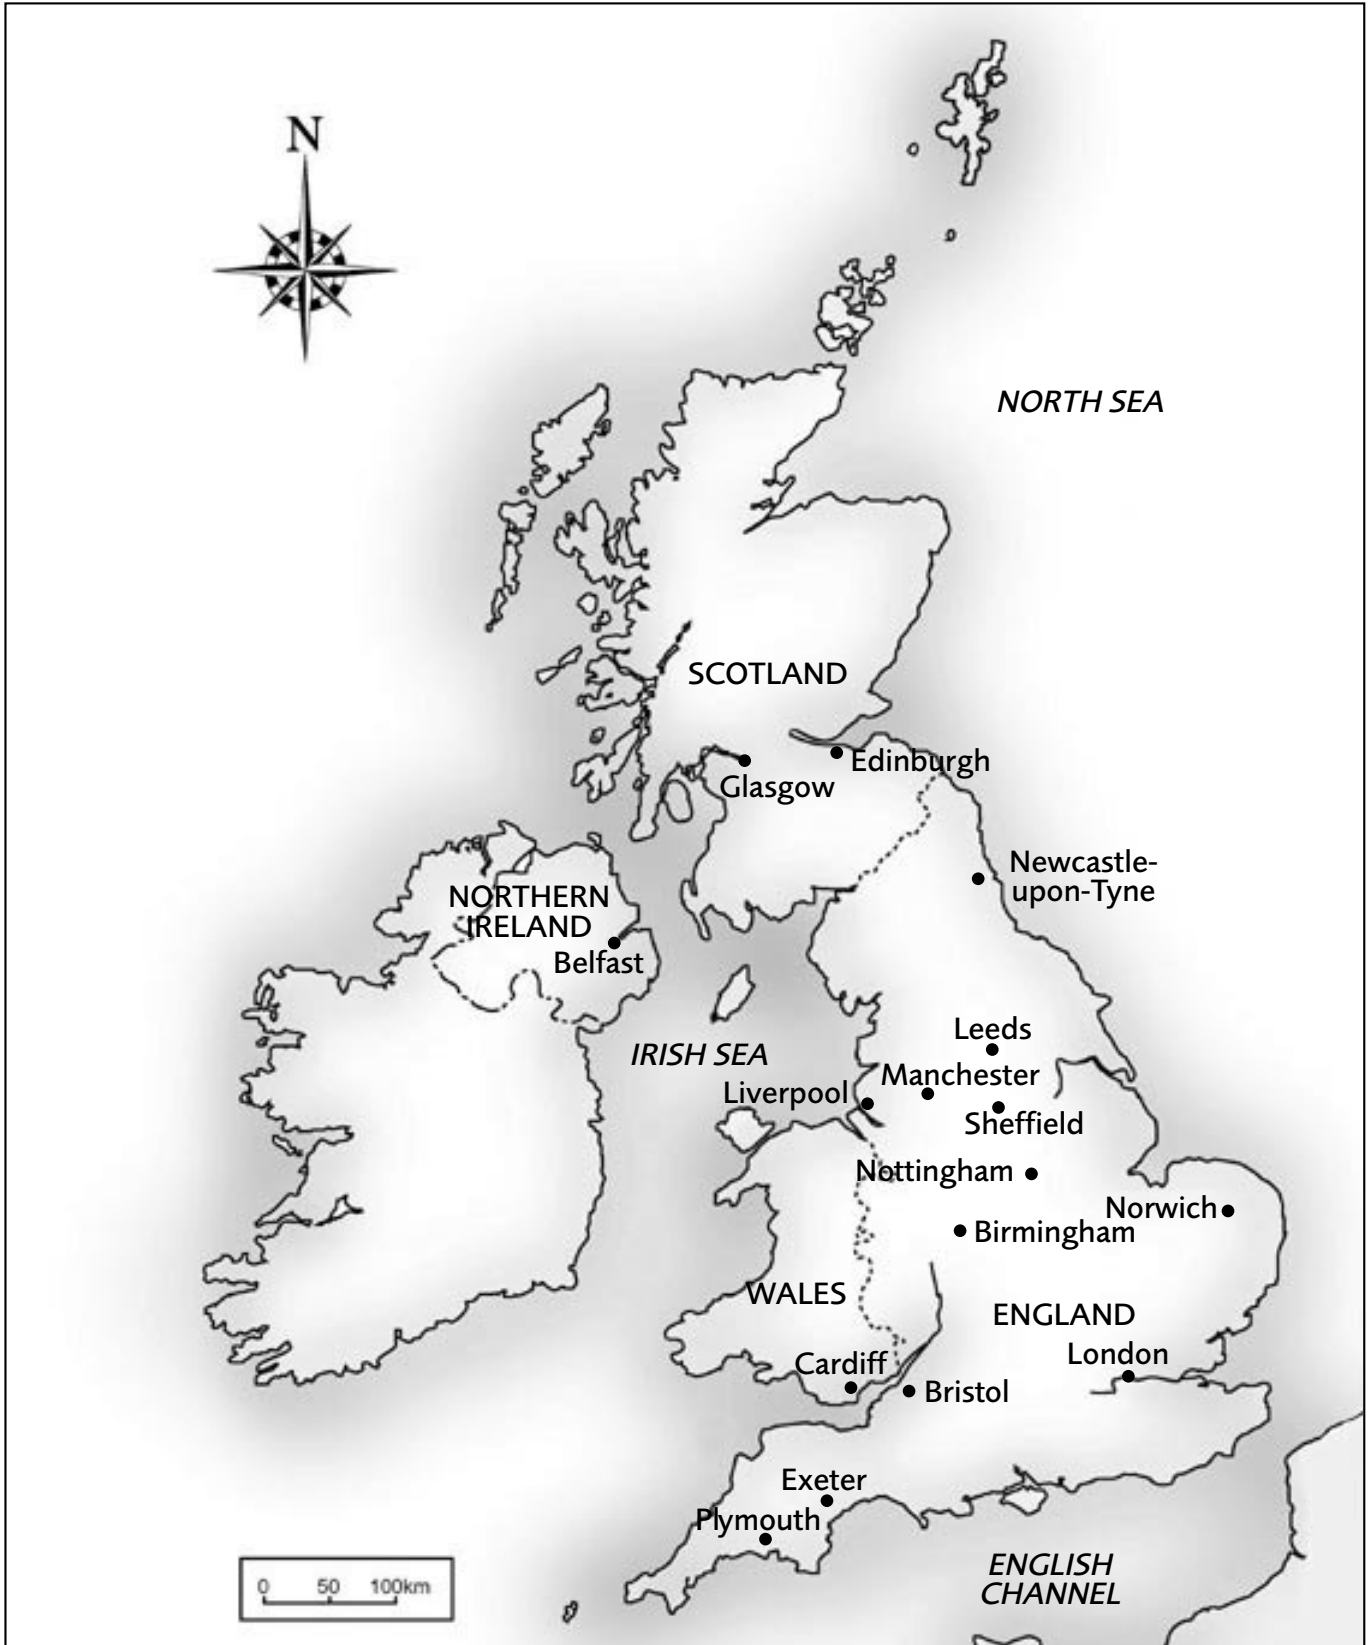 N
NORTH SEA
SCOTLAND
Edinburgh
Glasgow
Newcastle-
upon-Tyne
NORTHERN
IRELAND
Belfast
Leeds
IRISH SEA
Manchester
Liverpool
Sheffield
Nottingham
Norwich
Birmingham
WALES
ENGLAND
London
Cardiff
Bristol
Exeter
Plymouth
ENGLISH
CHANNEL
0 50 100km